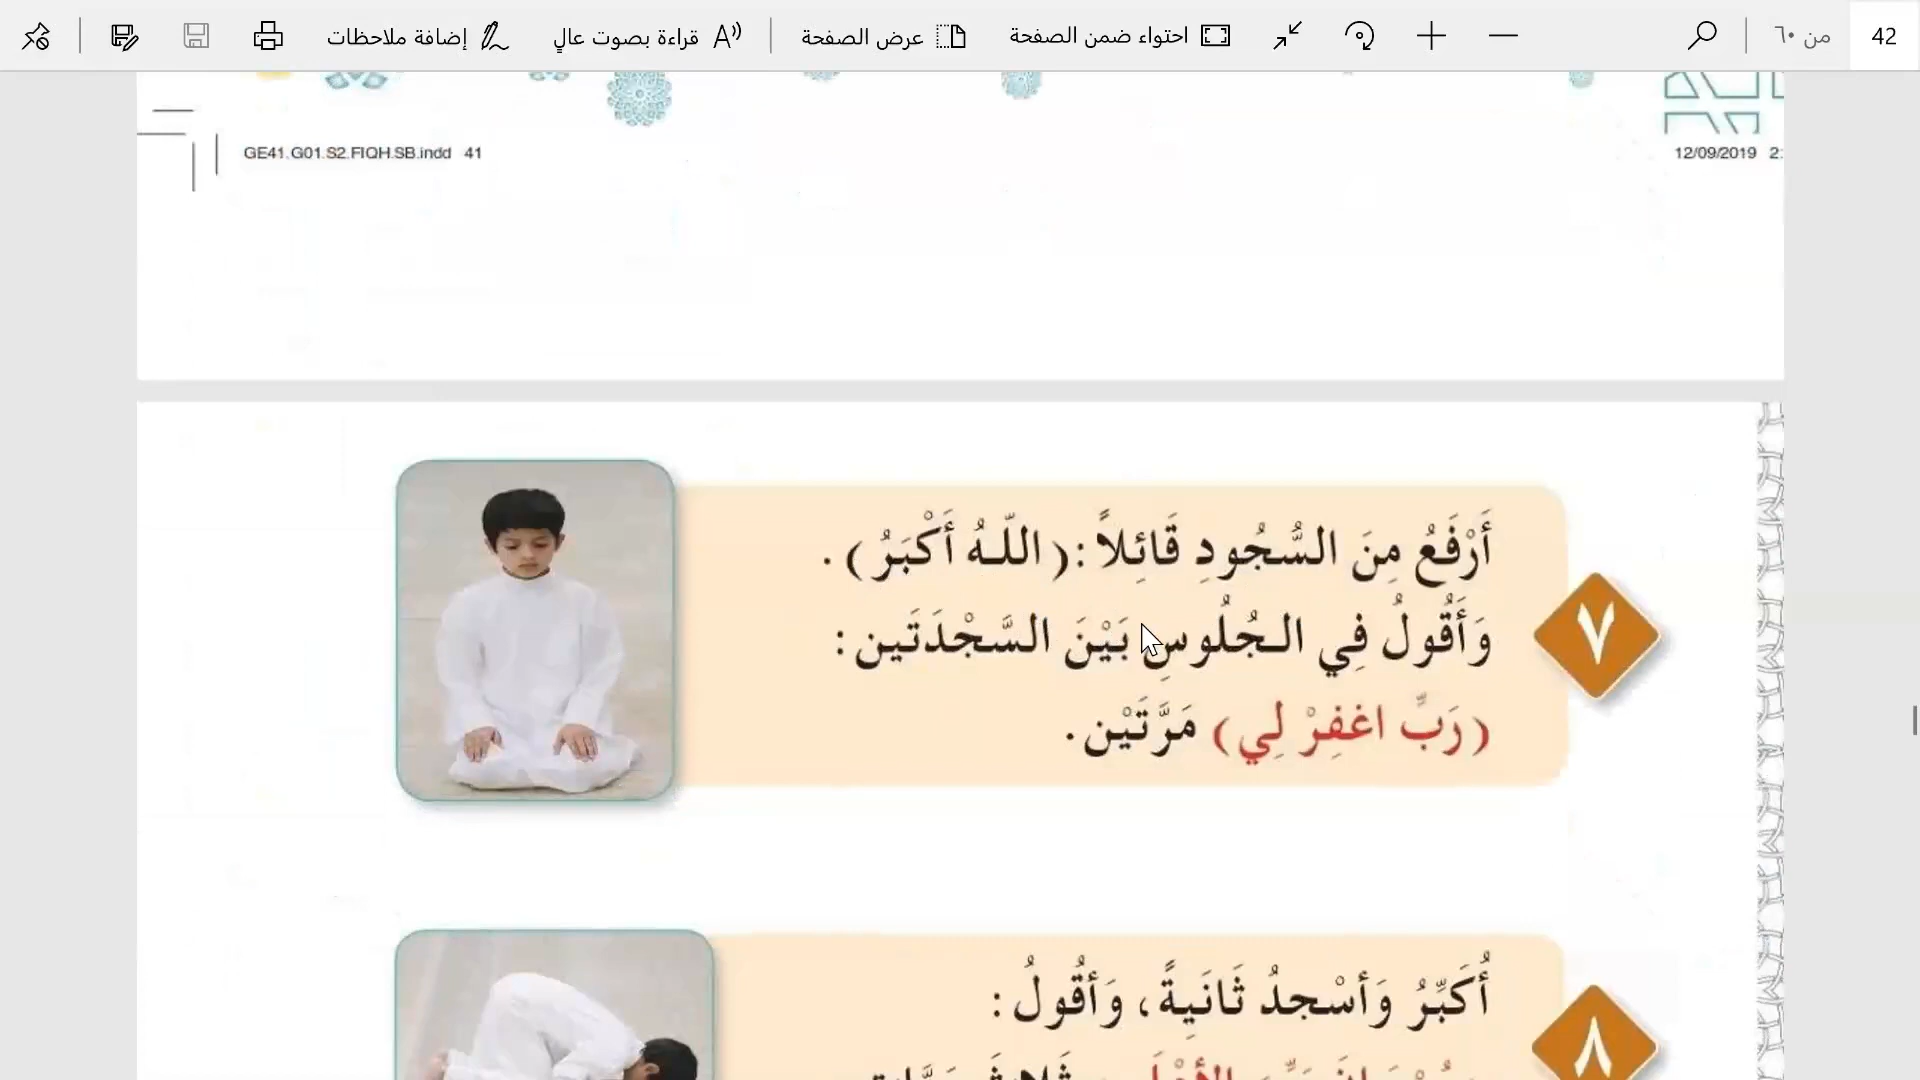 42 من ٦٠ احتواء ضمن الصفحة عرض الصفحة قراءة بصوت عالٍ إضافة ملاحظات
GE41.G01.S2.FIQH.SB.indd 41
12/09/2019 2:
أَرْفَعُ مِنَ السُّجُودِ قَائِلاً : ( اللّٰهُ أَكْبَرُ ) .
٧
وَأَقُولُ فِي الجُلُوسِ بَيْنَ السَّجْدَتَين :
( رَبِّ اغفِرْ لِي ) مَرَّتَيْن .
أُكَبِّرُ وَأَسْجدُ ثَانَيِةً ، وَأَقُولُ :
٨